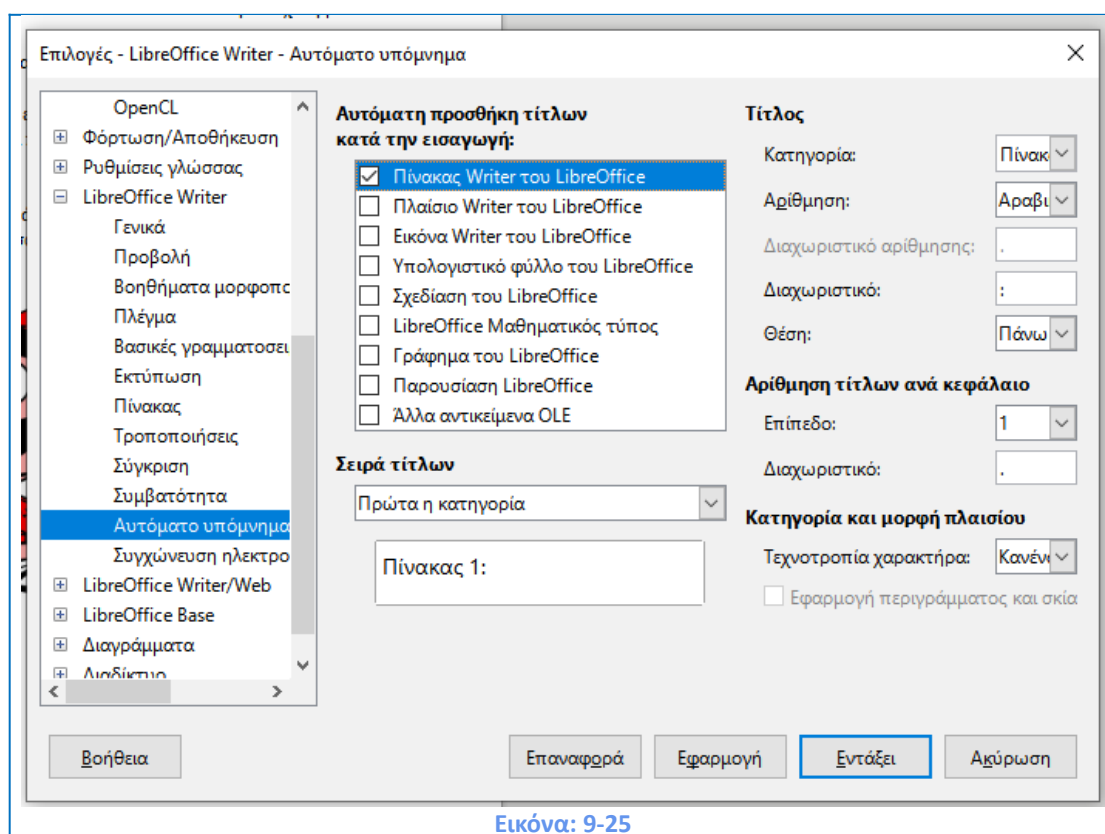 Επιλογές - LibreOffice Writer - Αυτόματο υπόμνημα
OpenCL
Φόρτωση/Αποθήκευση
Ρυθμίσεις γλώσσας
LibreOffice Writer
Γενικά
Προβολή
Βοηθήματα μορφοπο
Πλέγμα
Βασικές γραμματοσει
Εκτύπωση
Πίνακας
Τροποποιήσεις
Σύγκριση
Συμβατότητα
Αυτόματο υπόμνημα
Συγχώνευση ηλεκτρο
LibreOffice Writer/Web
LibreOffice Base
Διαγράμματα
Διαδίκτυο
Αυτόματη προσθήκη τίτλων
κατά την εισαγωγή:
Πίνακας Writer του LibreOffice
Πλαίσιο Writer του LibreOffice
Εικόνα Writer του LibreOffice
Υπολογιστικό φύλλο του LibreOffice
Σχεδίαση του LibreOffice
LibreOffice Μαθηματικός τύπος
Γράφημα του LibreOffice
Παρουσίαση LibreOffice
Άλλα αντικείμενα OLE
Σειρά τίτλων
Πρώτα η κατηγορία
Πίνακας 1:
Τίτλος
Κατηγορία: Πίνακ
Αρίθμηση: Αραβι
Διαχωριστικό αρίθμησης: .
Διαχωριστικό: :
Θέση: Πάνω
Αρίθμηση τίτλων ανά κεφάλαιο
Επίπεδο: 1
Διαχωριστικό: .
Κατηγορία και μορφή πλαισίου
Τεχνοτροπία χαρακτήρα: Κανέν
Εφαρμογή περιγράμματος και σκία
Βοήθεια
Επαναφορά
Εφαρμογή
Εντάξει
Ακύρωση
Εικόνα: 9-25